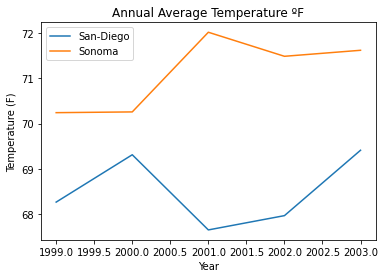 Annual Average Temperature ºF
San-Diego
Sonoma
Temperature (F)
72
71
70
69
68
1999.0 1999.5 2000.0 2000.5 2001.0 2001.5 2002.0 2002.5 2003.0
Year